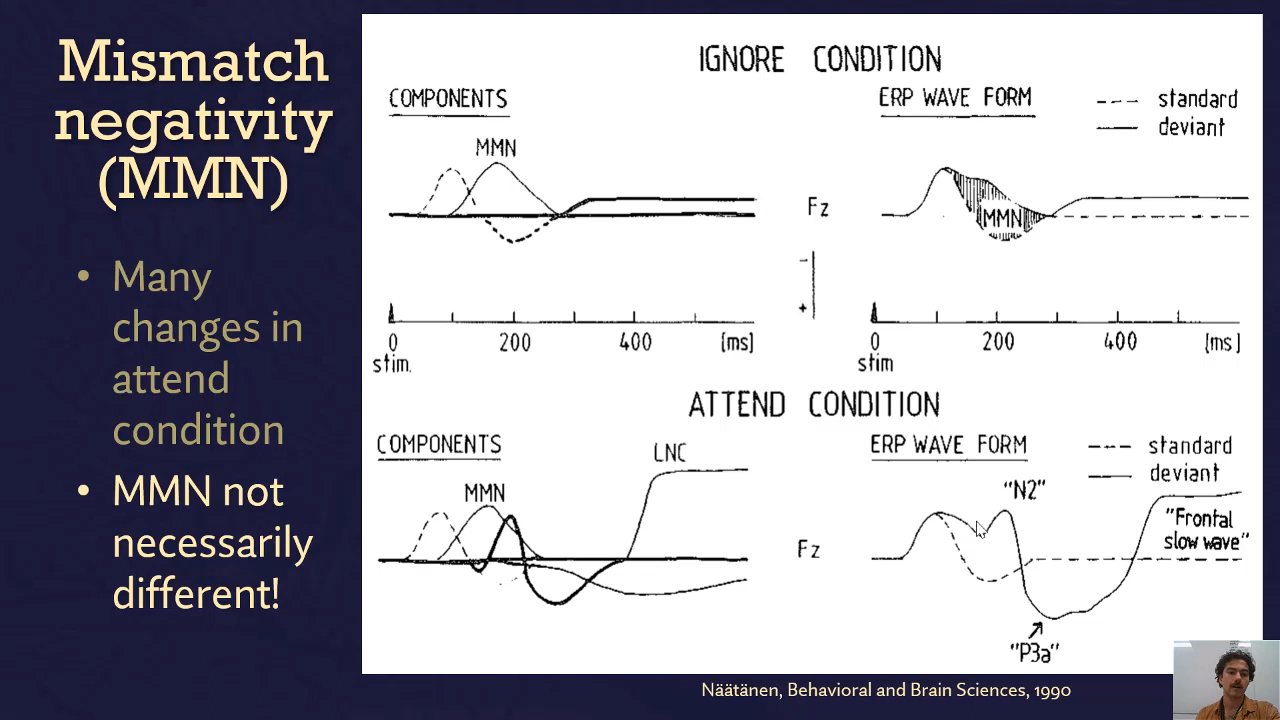 Mismatch
negativity
(MMN)
• Many
changes in
attend
condition
• MMN not
necessarily
different!
IGNORE CONDITION
COMPONENTS
MMN
0 200 400 [ms]
stim.
Fz
-
+
ERP WAVE FORM
standard
deviant
MMN
0 200 400 [ms]
stim
ATTEND CONDITION
COMPONENTS
LNC
MMN
Fz
ERP WAVE FORM
standard
deviant
"N2"
"Frontal
slow wave"
"P3a"
Näätänen, Behavioral and Brain Sciences, 1990